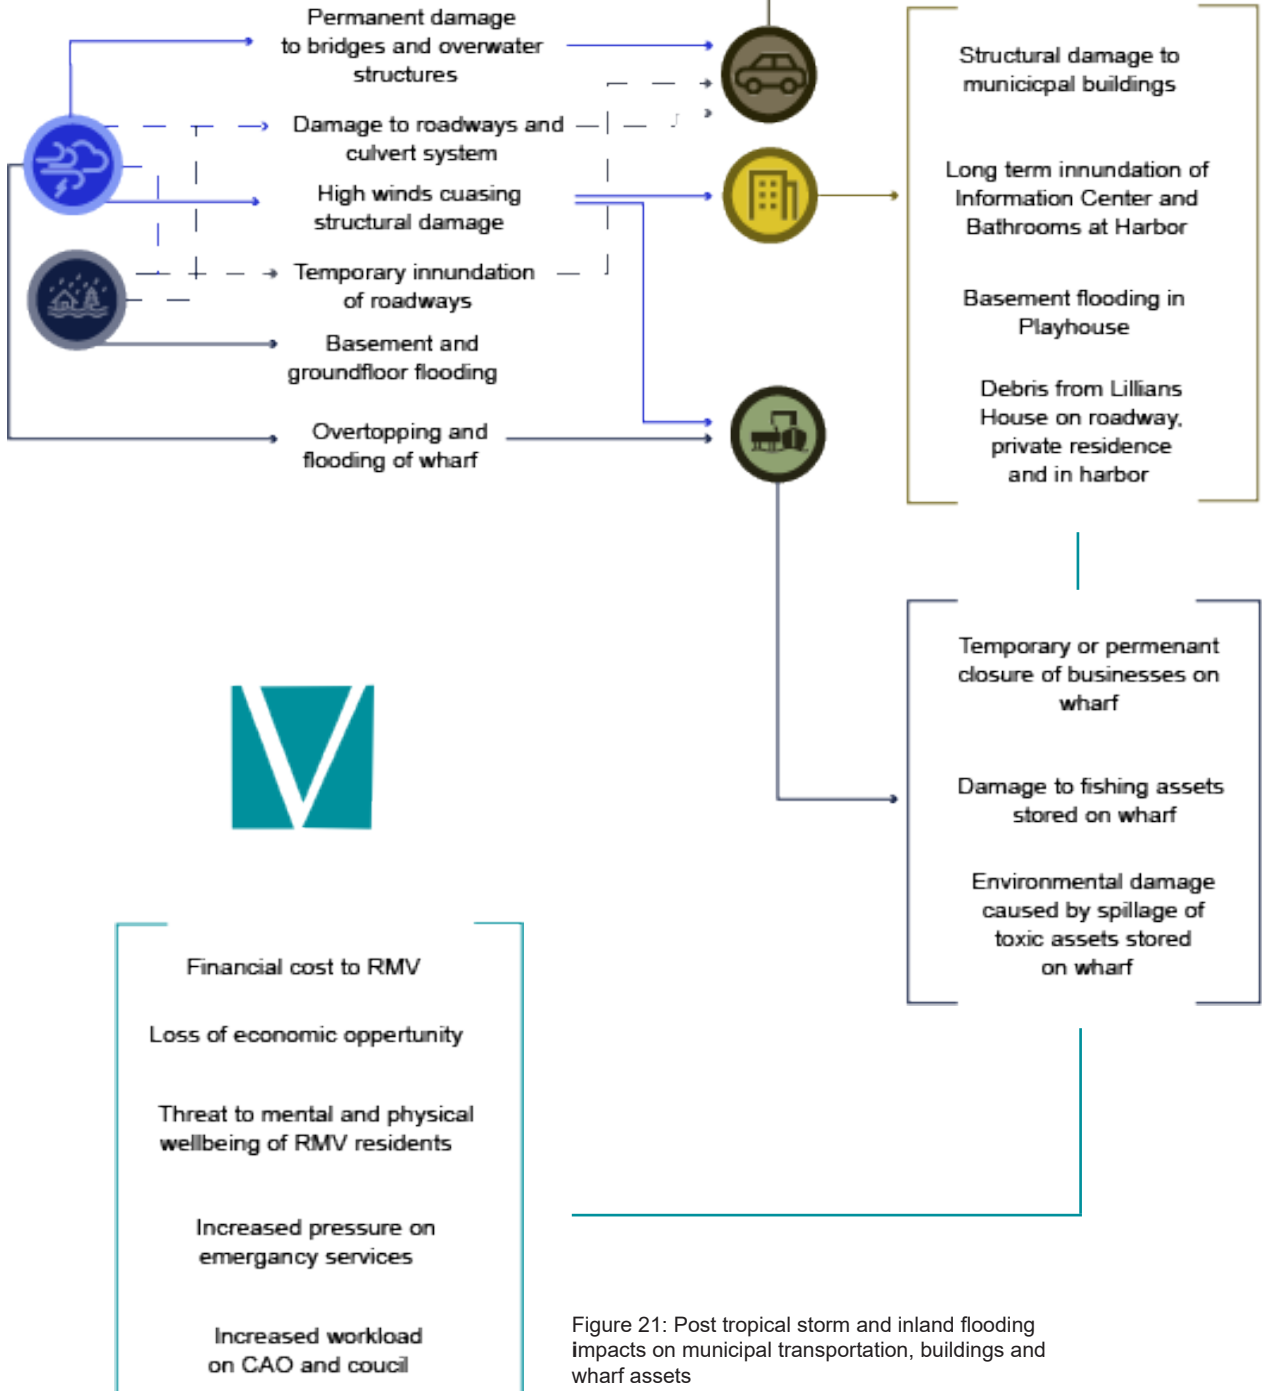 Permanent damage
to bridges and overwater
structures
Damage to roadways and
culvert system
High winds cuasing
structural damage
Temporary innundation
of roadways
Basement and
groundfloor flooding
Overtopping and
flooding of wharf
Structural damage to
municicpal buildings
Long term innundation of
Information Center and
Bathrooms at Harbor
Basement flooding in
Playhouse
Debris from Lillians
House on roadway,
private residence
and in harbor
Temporary or permenant
closure of businesses on
wharf
Damage to fishing assets
stored on wharf
Environmental damage
caused by spillage of
toxic assets stored
on wharf
V
Financial cost to RMV
Loss of economic oppertunity
Threat to mental and physical
wellbeing of RMV residents
Increased pressure on
emergancy services
Increased workload
on CAO and coucil
Figure 21: Post tropical storm and inland flooding
impacts on municipal transportation, buildings and
wharf assets